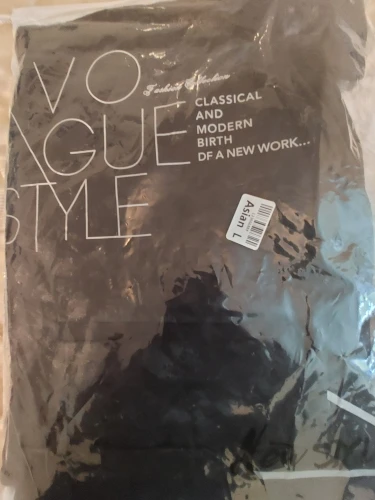 VO
AGUE
STYLE
CLASSICAL
AND
MODERN
BIRTH
OF A NEW WORK...
Asian L